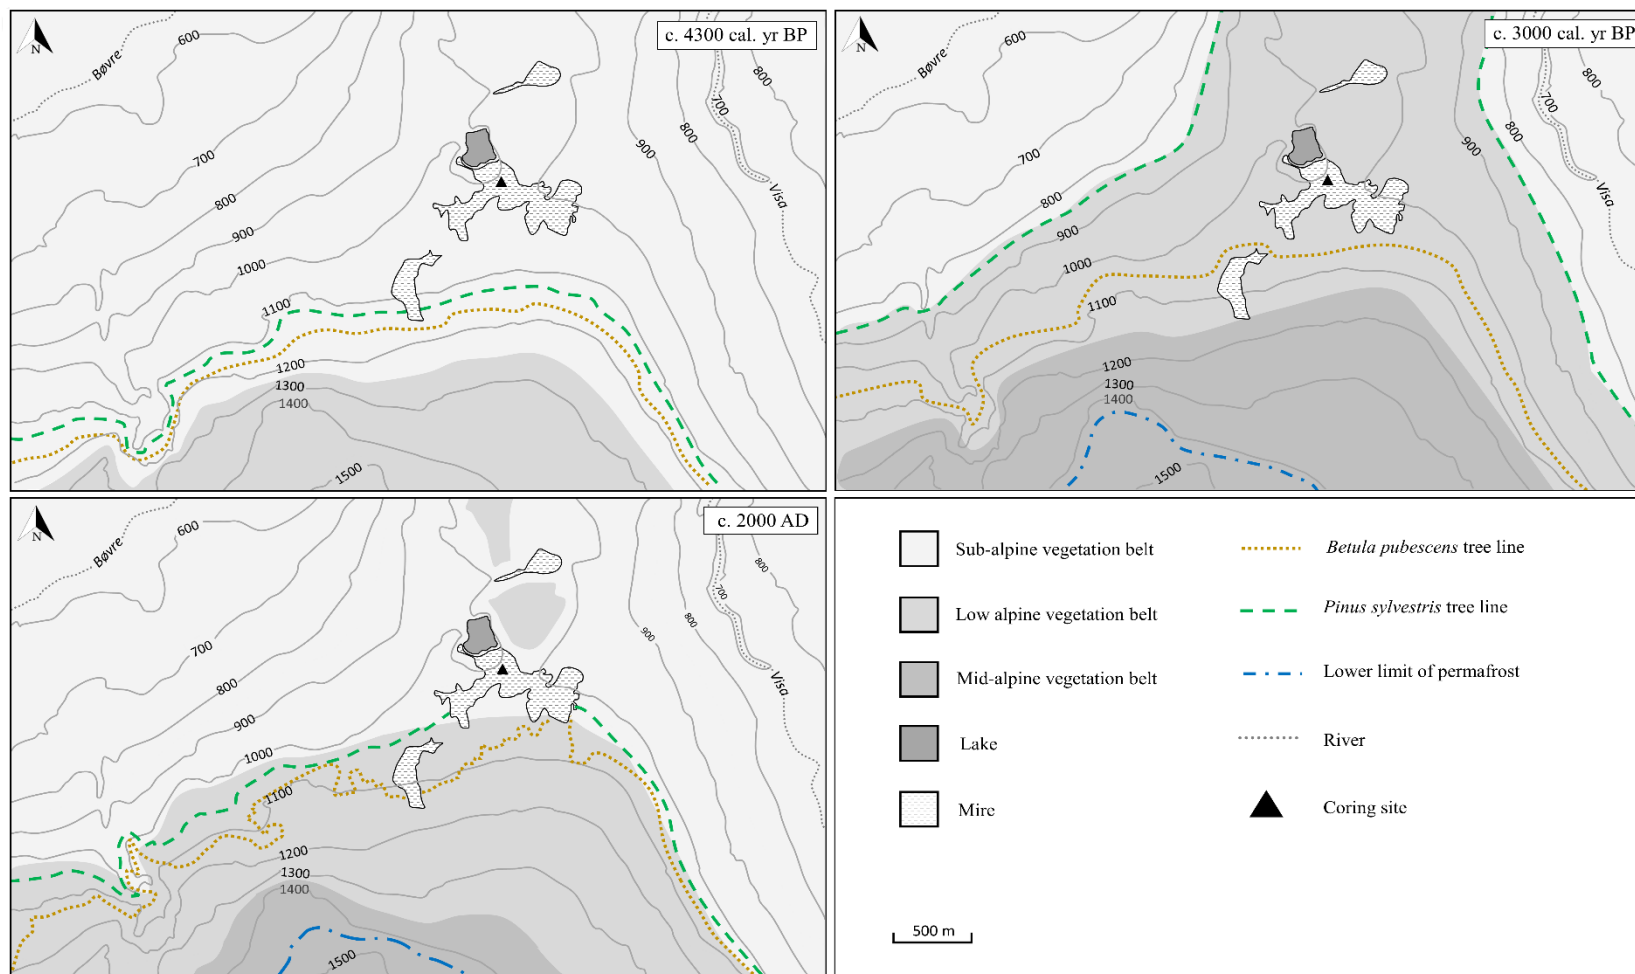 N
c. 4300 cal. yr BP
Bøvre
600
700
800
900
1000
1100
1200
1300
1400
1500
900
800
700
800
Visa
N
c. 3000 cal. yr BP
Bøvre
600
700
800
900
1000
1100
1200
1300
1400
1500
900
800
700
800
Visa
N
c. 2000 AD
Bøvre
600
700
800
900
1000
1100
1200
1300
1400
1500
900
800
700
800
Visa
Sub-alpine vegetation belt
Low alpine vegetation belt
Mid-alpine vegetation belt
Lake
Mire
Betula pubescens tree line
Pinus sylvestris tree line
Lower limit of permafrost
River
Coring site
500 m